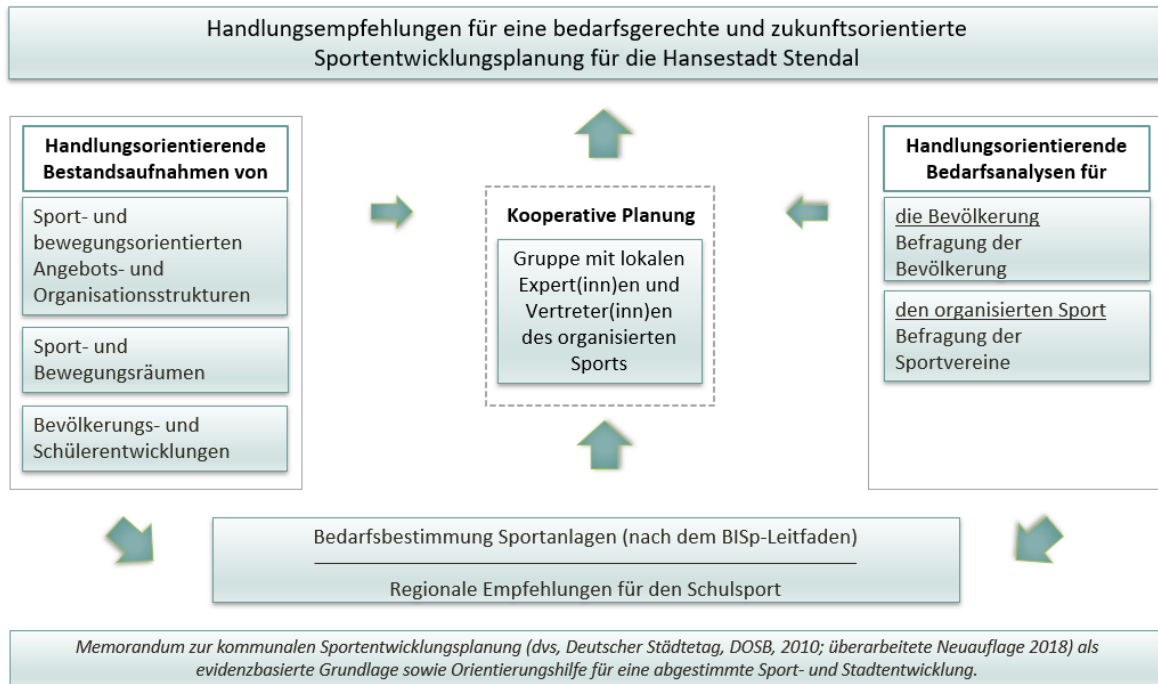 Handlungsempfehlungen für eine bedarfsgerechte und zukunftsorientierte
Sportentwicklungsplanung für die Hansestadt Stendal
Handlungsorientierende
Bestandsaufnahmen von
Sport- und
bewegungsorientierten
Angebots- und
Organisationsstrukturen
Sport- und
Bewegungsräumen
Bevölkerungs- und
Schülerentwicklungen
Kooperative Planung
Gruppe mit lokalen
Expert(inn)en und
Vertreter(inn)en
des organisierten
Sports
Handlungsorientierende
Bedarfsanalysen für
die Bevölkerung
Befragung der
Bevölkerung
den organisierten Sport
Befragung der
Sportvereine
Bedarfsbestimmung Sportanlagen (nach dem BISp-Leitfaden)
Regionale Empfehlungen für den Schulsport
Memorandum zur kommunalen Sportentwicklungsplanung (dvs, Deutscher Städtetag, DOSB, 2010; überarbeitete Neuauflage 2018) als
evidenzbasierte Grundlage sowie Orientierungshilfe für eine abgestimmte Sport- und Stadtentwicklung.